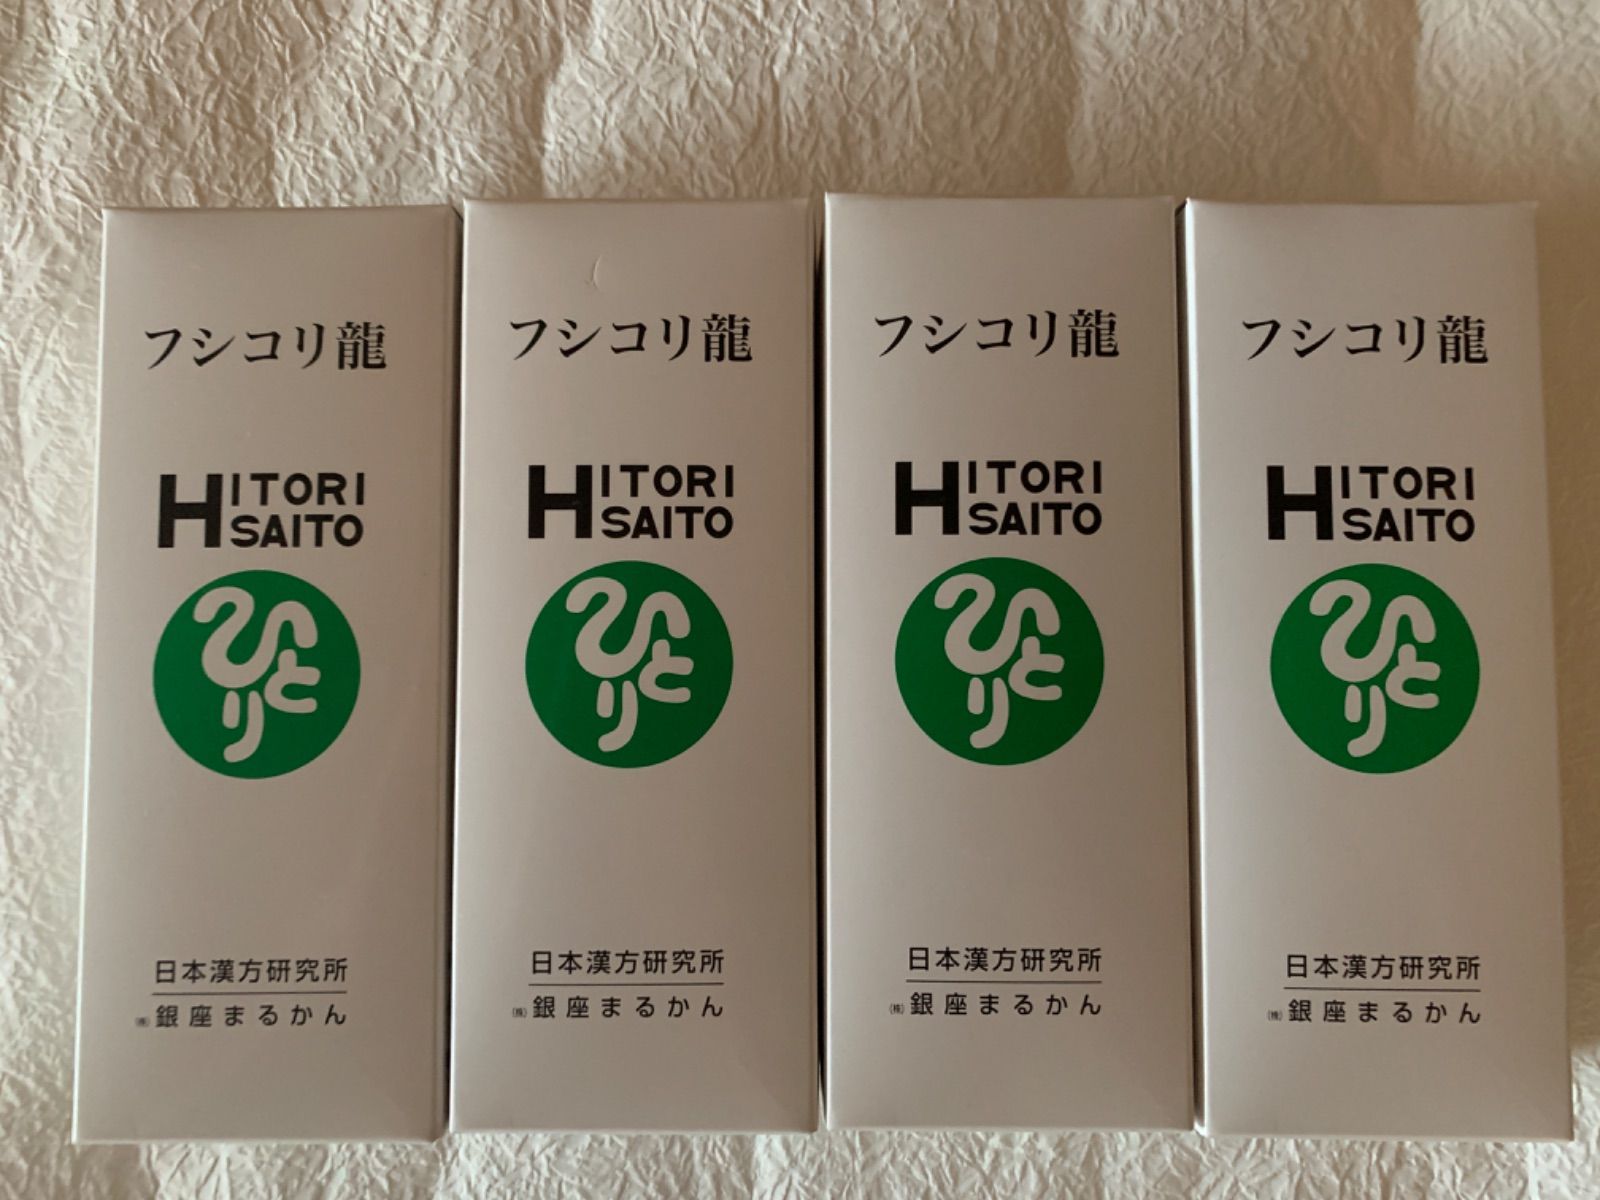 フシコリ龍
HITORI
SAITO
ひとり
日本漢方研究所
㈱銀座まるかん
フシコリ龍
HITORI
SAITO
ひとり
日本漢方研究所
㈱銀座まるかん
フシコリ龍
HITORI
SAITO
ひとり
日本漢方研究所
㈱銀座まるかん
フシコリ龍
HITORI
SAITO
ひとり
日本漢方研究所
㈱銀座まるかん